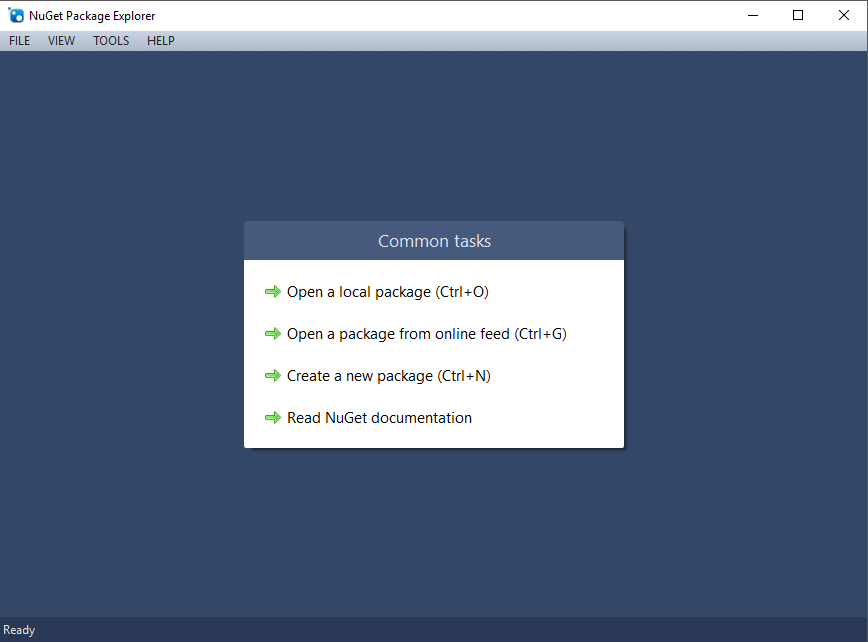 NuGet Package Explorer
FILE VIEW TOOLS HELP
Common tasks
Open a local package (Ctrl+O)
Open a package from online feed (Ctrl+G)
Create a new package (Ctrl+N)
Read NuGet documentation
Ready